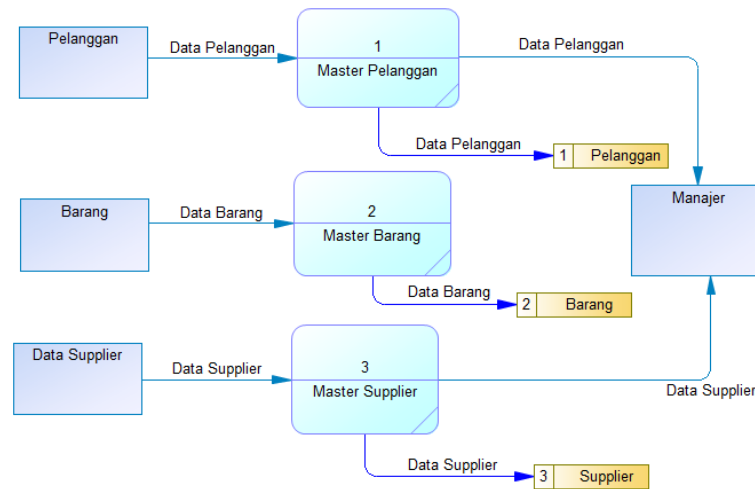 Pelanggan
Data Pelanggan
1
Master Pelanggan
Data Pelanggan
Data Pelanggan
1 Pelanggan
Barang
Data Barang
2
Master Barang
Manajer
Data Barang
2 Barang
Data Supplier
Data Supplier
3
Master Supplier
Data Supplier
Data Supplier
3 Supplier